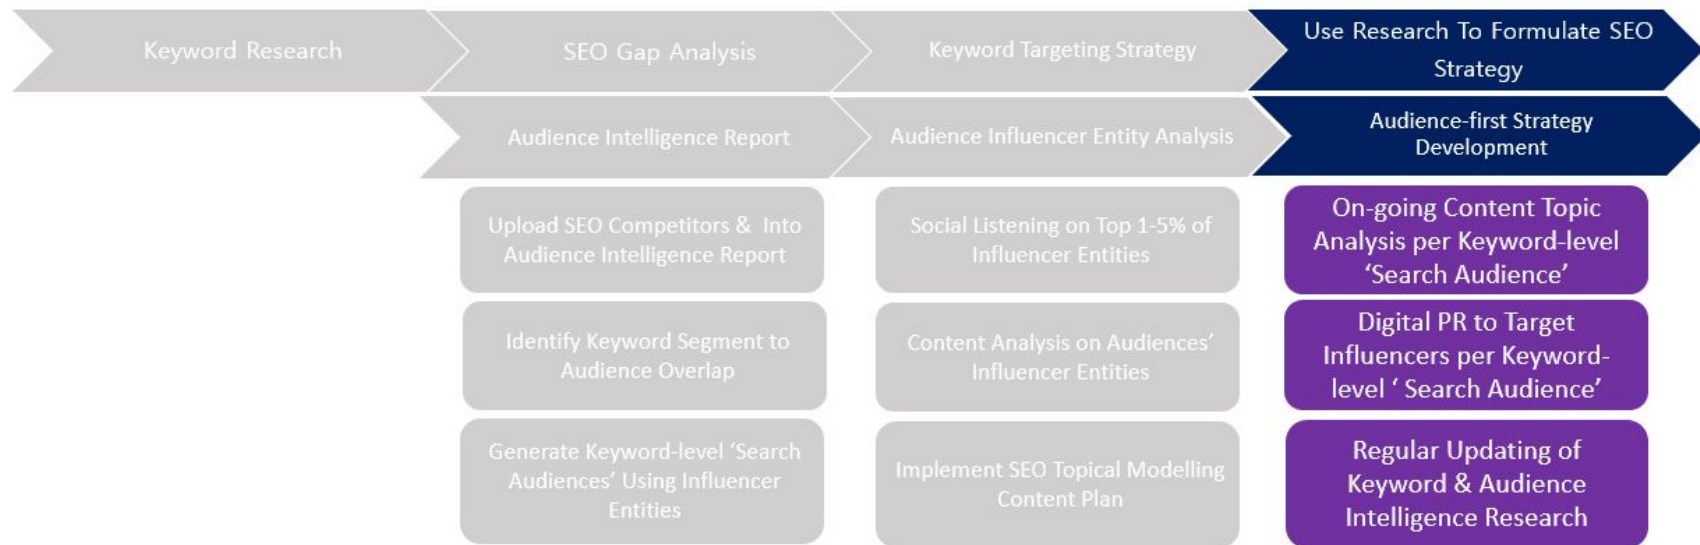 Keyword Research
SEO Gap Analysis
Keyword Targeting Strategy
Use Research To Formulate SEO
Strategy
Audience Intelligence Report
Audience Influencer Entity Analysis
Audience-first Strategy
Development
Upload SEO Competitors &  Into
Audience Intelligence Report
Social Listening on Top 1-5% of
Influencer Entities
On-going Content Topic
Analysis per Keyword-level
‘Search Audience’
Identify Keyword Segment to
Audience Overlap
Content Analysis on Audiences’
Influencer Entities
Digital PR to Target
Influencers per Keyword-
level ‘ Search Audience’
Generate Keyword-level ‘Search
Audiences’ Using Influencer
Entities
Implement SEO Topical Modelling
Content Plan
Regular Updating of
Keyword & Audience
Intelligence Research